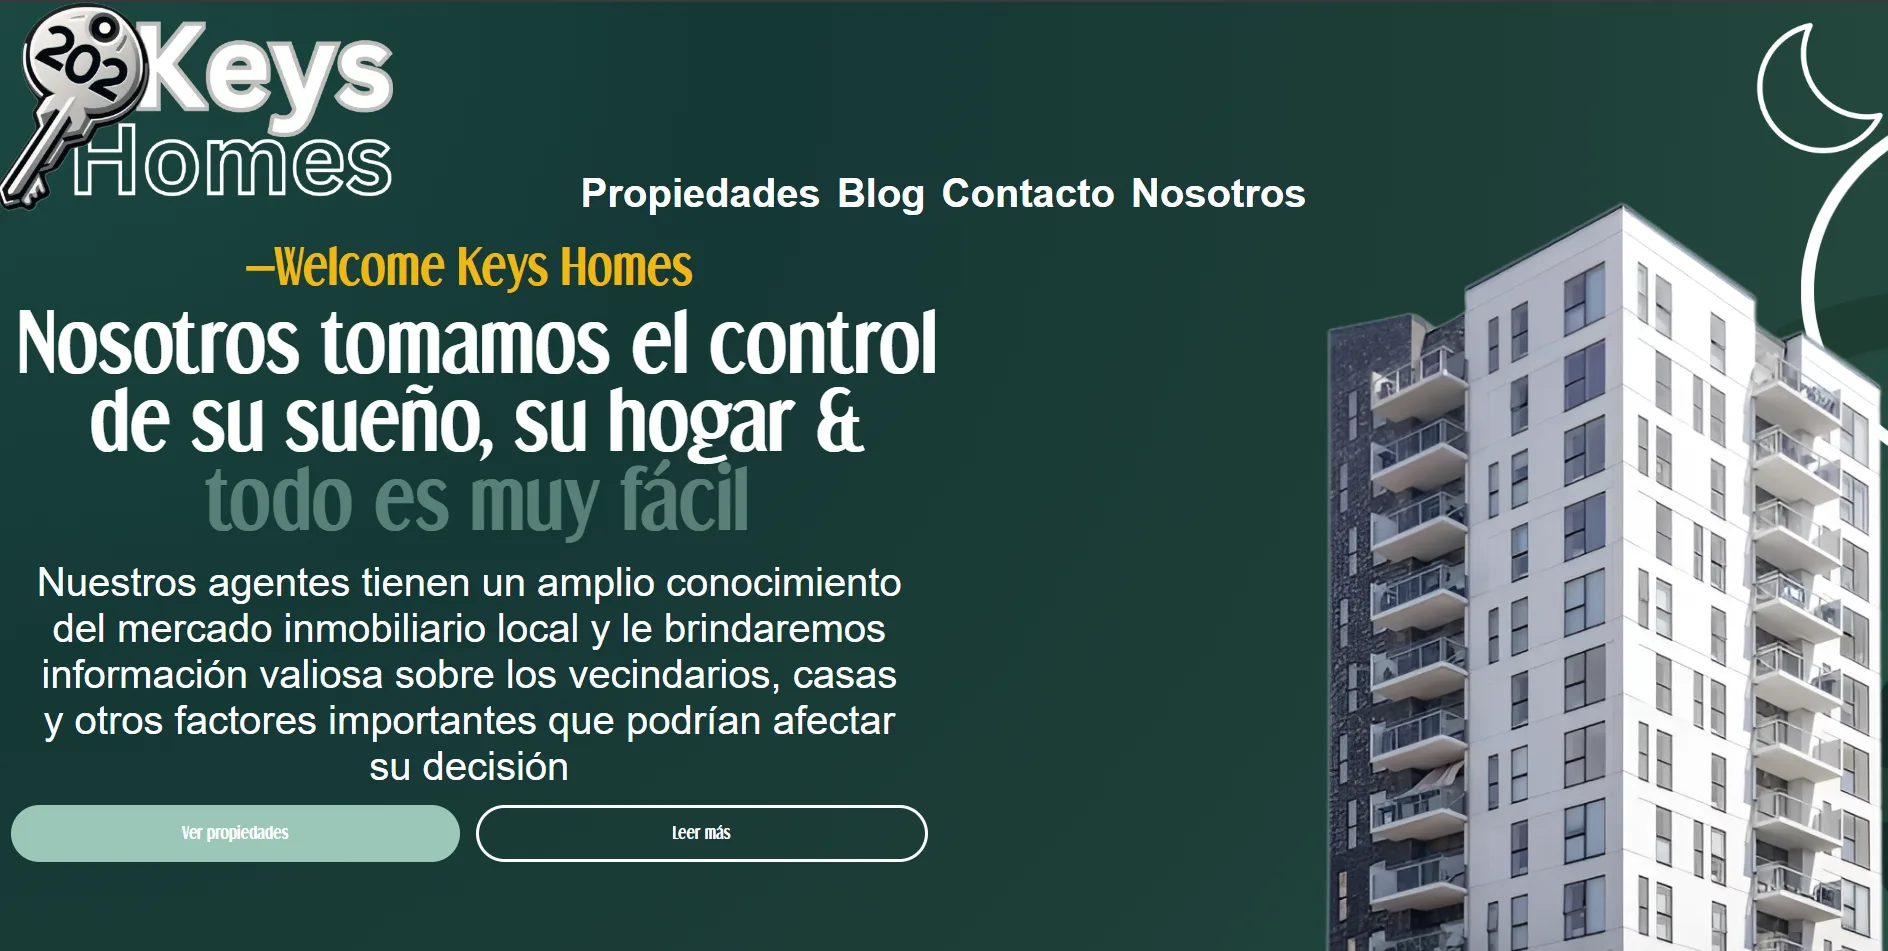 2020
Keys
Homes
Propiedades Blog Contacto Nosotros
—Welcome Keys Homes
Nosotros tomamos el control
de su sueño, su hogar &
todo es muy fácil
Nuestros agentes tienen un amplio conocimiento
del mercado inmobiliario local y le brindaremos
información valiosa sobre los vecindarios, casas
y otros factores importantes que podrían afectar
su decisión
Ver propiedades
Leer más